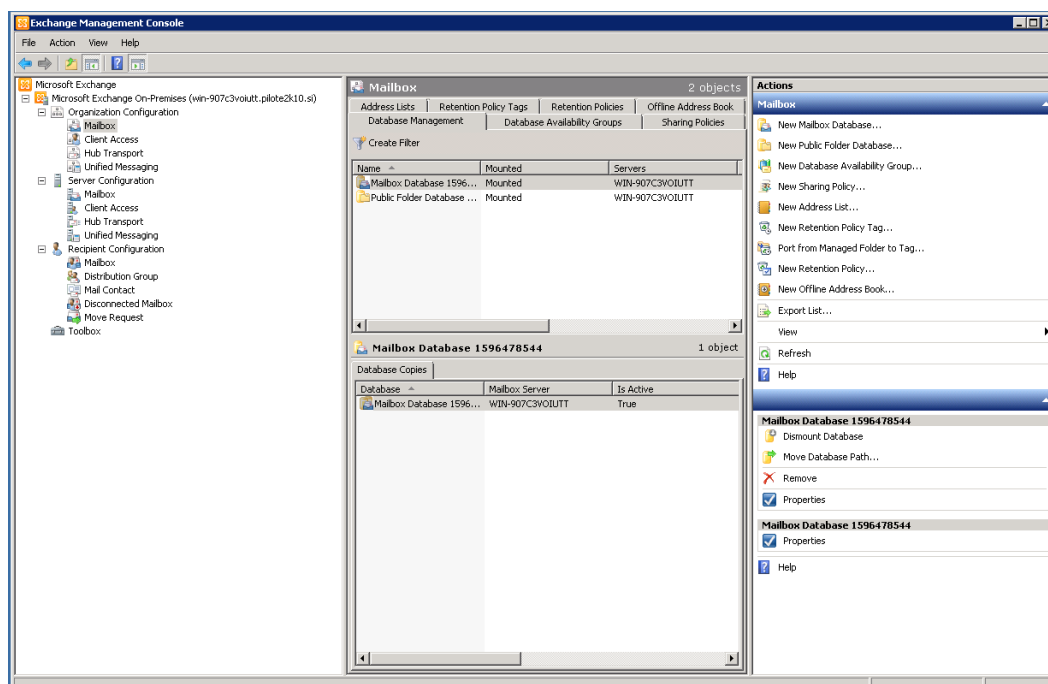 Exchange Management Console
File Action View Help
Microsoft Exchange
Microsoft Exchange On-Premises (win-907c3voiutt.pilote2k10.si)
Organization Configuration
Mailbox
Client Access
Hub Transport
Unified Messaging
Server Configuration
Mailbox
Client Access
Hub Transport
Unified Messaging
Recipient Configuration
Mailbox
Distribution Group
Mail Contact
Disconnected Mailbox
Move Request
Toolbox
Mailbox 2 objects
Address Lists Retention Policy Tags Retention Policies Offline Address Book
Database Management Database Availability Groups Sharing Policies
Create Filter
Name Mounted Servers
Mailbox Database 1596... Mounted WIN-907C3VOIUTT
Public Folder Database ... Mounted WIN-907C3VOIUTT
Mailbox Database 1596478544 1 object
Database Copies
Database Mailbox Server Is Active
Mailbox Database 1596... WIN-907C3VOIUTT True
Actions
Mailbox
New Mailbox Database...
New Public Folder Database...
New Database Availability Group...
New Sharing Policy...
New Address List...
New Retention Policy Tag...
Port from Managed Folder to Tag...
New Retention Policy...
New Offline Address Book...
Export List...
View
Refresh
Help
Mailbox Database 1596478544
Dismount Database
Move Database Path...
Remove
Properties
Mailbox Database 1596478544
Properties
Help